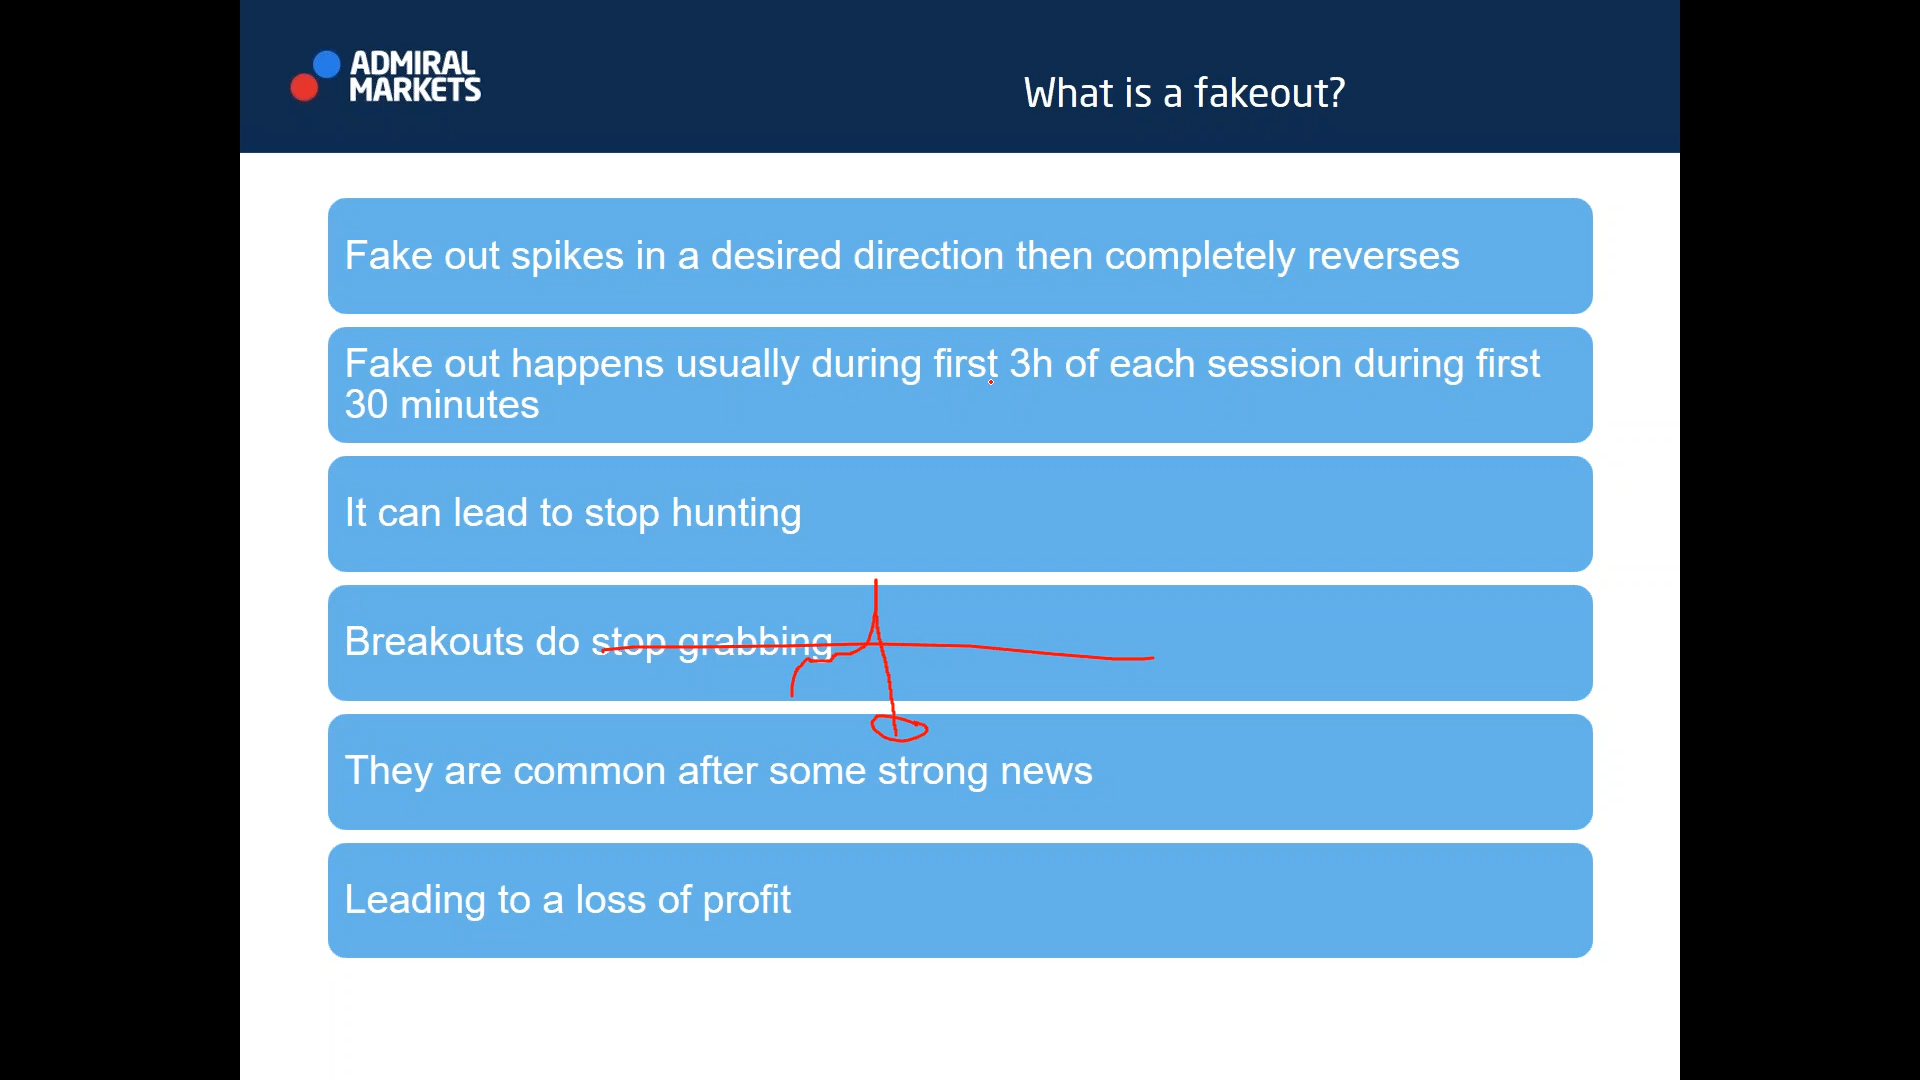 ADMIRAL
MARKETS
What is a fakeout?
Fake out spikes in a desired direction then completely reverses
Fake out happens usually during first 3h of each session during first
30 minutes
It can lead to stop hunting
Breakouts do stop grabbing
They are common after some strong news
Leading to a loss of profit